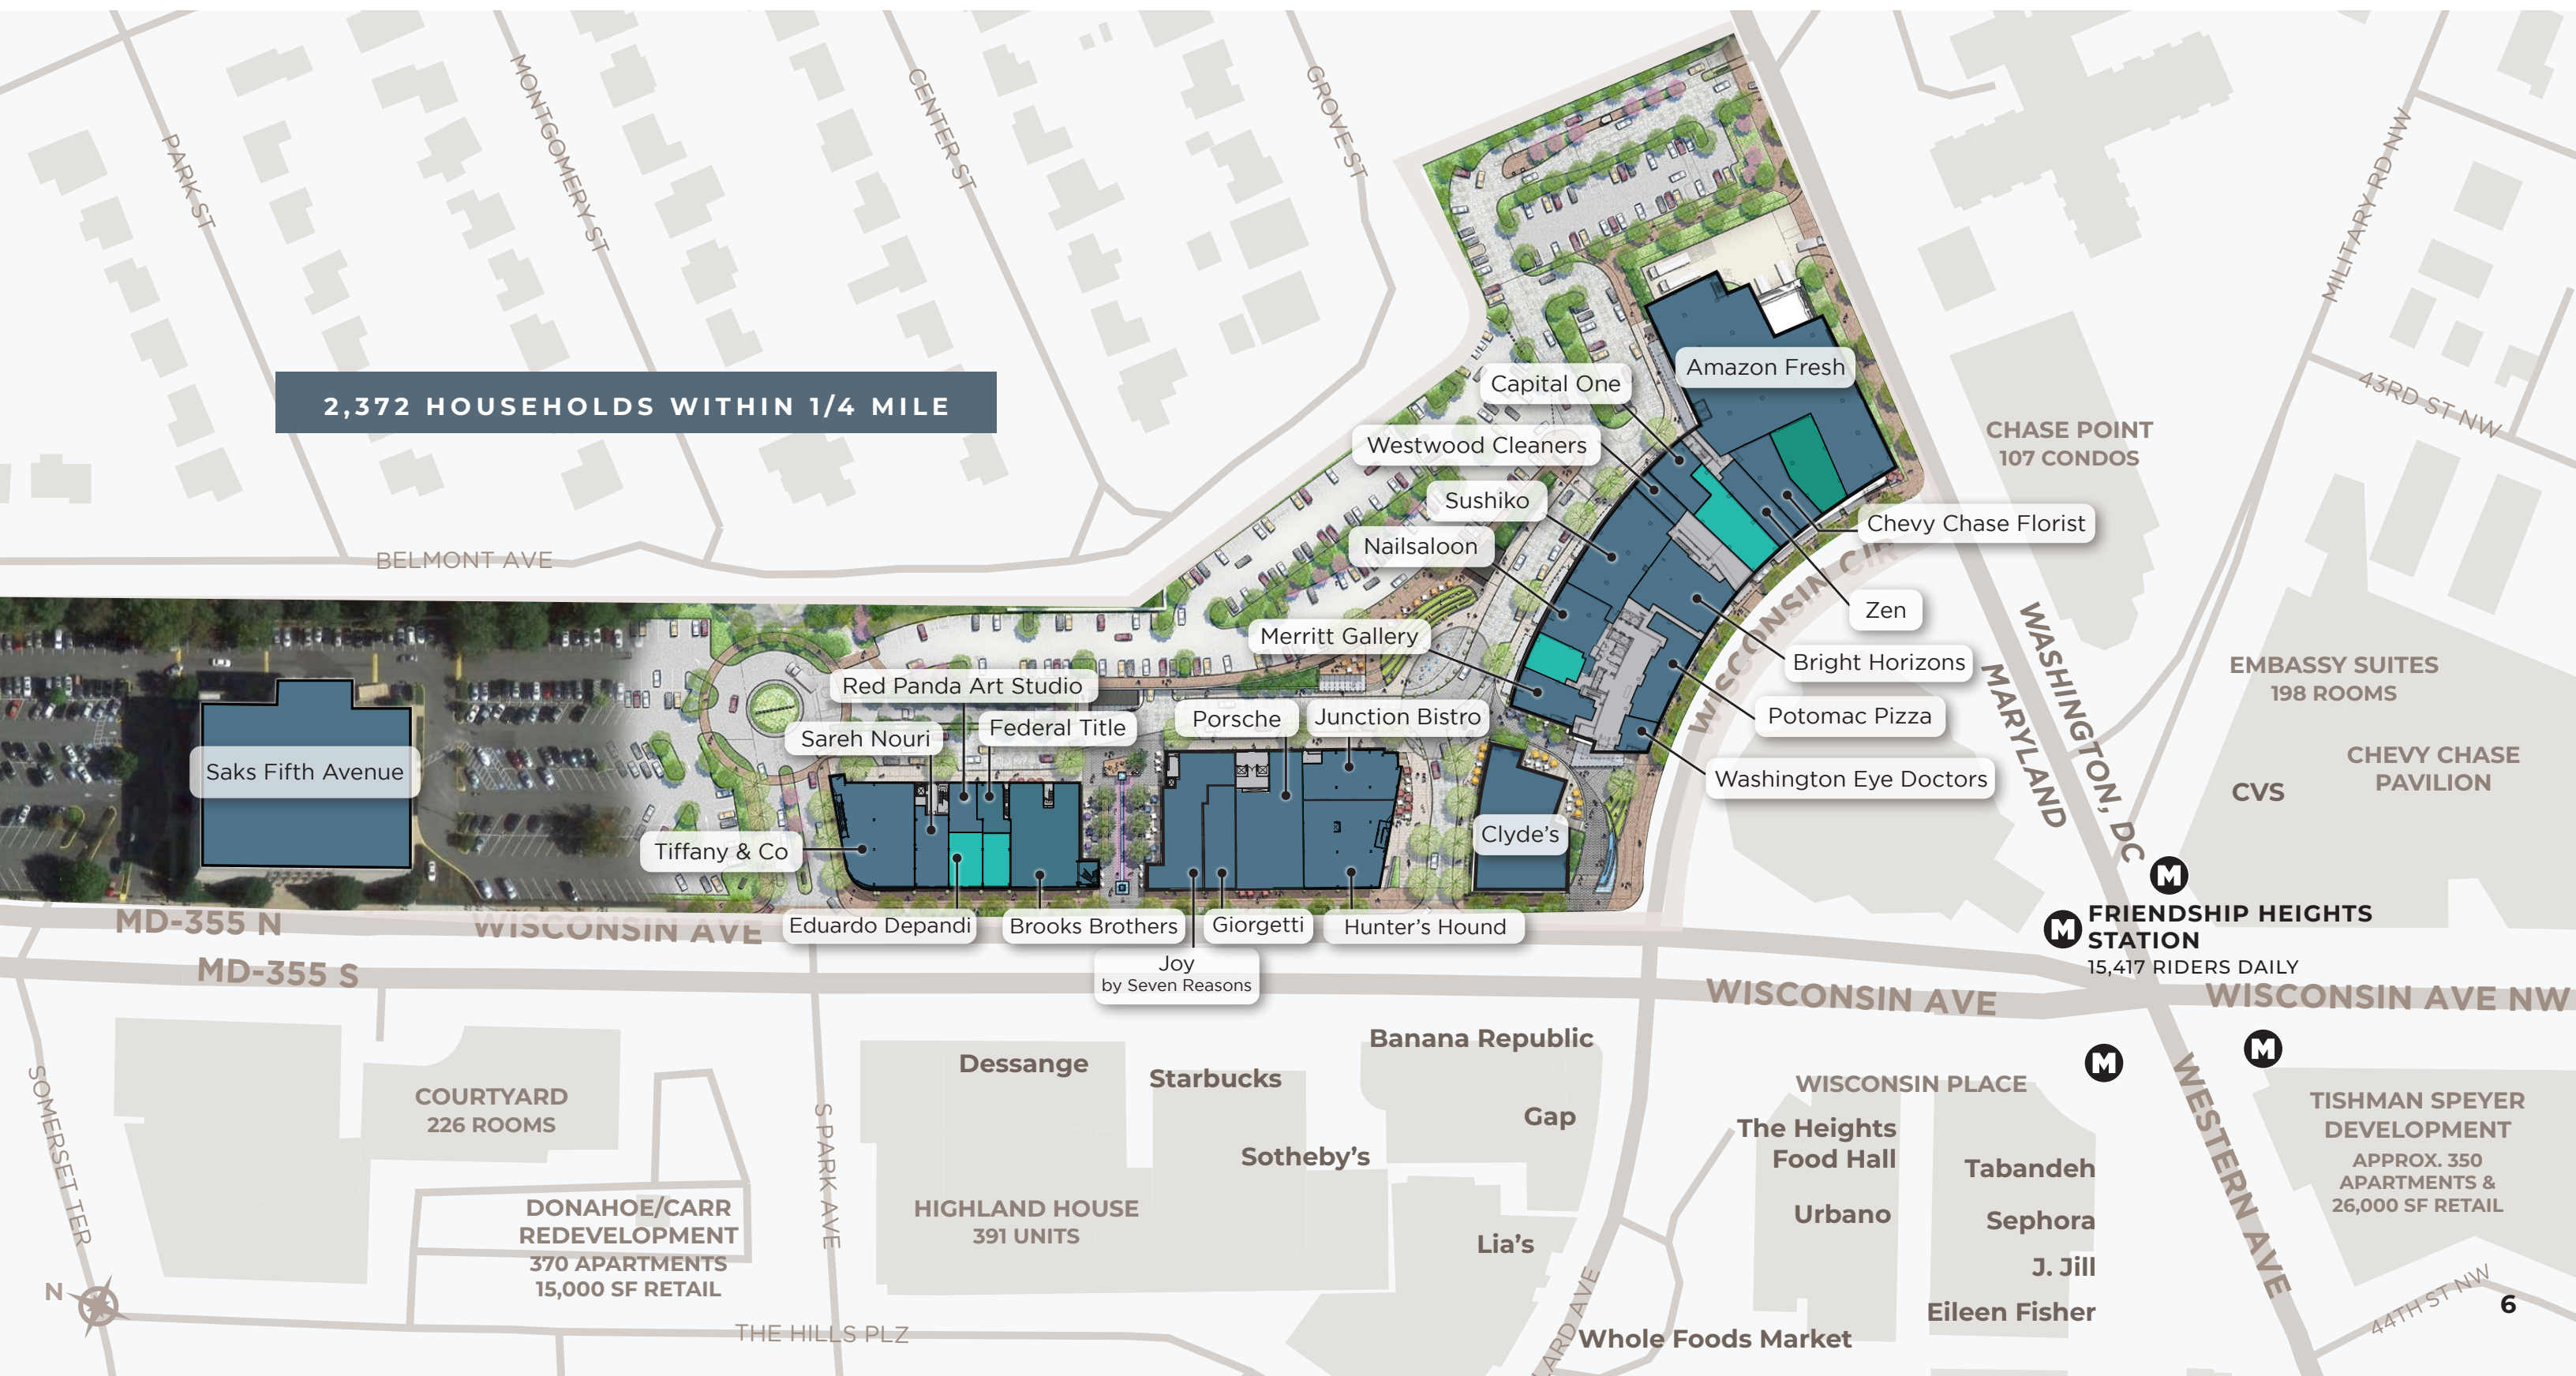 PARK ST
MONTGOMERY ST
CENTER ST
GROVE ST
MILITARY RD NW
43RD ST NW
2,372 HOUSEHOLDS WITHIN 1/4 MILE
BELMONT AVE
Amazon Fresh
Capital One
Westwood Cleaners
Sushiko
Nailsaloon
Merritt Gallery
Chevy Chase Florist
Zen
Bright Horizons
Potomac Pizza
Washington Eye Doctors
WISCONSIN CIR
CHASE POINT
107 CONDOS
WASHINGTON, DC
MARYLAND
EMBASSY SUITES
198 ROOMS
CHEVY CHASE
PAVILION
CVS
Saks Fifth Avenue
Red Panda Art Studio
Sareh Nouri
Federal Title
Porsche
Junction Bistro
Tiffany & Co
Clyde's
Eduardo Depandi
Brooks Brothers
Giorgetti
Hunter's Hound
Joy
by Seven Reasons
MD-355 N
WISCONSIN AVE
MD-355 S
M
M
FRIENDSHIP HEIGHTS
STATION
15,417 RIDERS DAILY
WISCONSIN AVE
WISCONSIN AVE NW
M
M
SOMERSET TER
COURTYARD
226 ROOMS
DONAHOE/CARR
REDEVELOPMENT
370 APARTMENTS
15,000 SF RETAIL
S PARK AVE
Dessange
Starbucks
Banana Republic
Gap
Sotheby's
HIGHLAND HOUSE
391 UNITS
Lia's
WISCONSIN PLACE
The Heights
Food Hall
Urbano
Tabandeh
Sephora
J. Jill
Eileen Fisher
Whole Foods Market
ARD AVE
WESTERN AVE
TISHMAN SPEYER
DEVELOPMENT
APPROX. 350
APARTMENTS &
26,000 SF RETAIL
44TH ST NW
N
THE HILLS PLZ
6